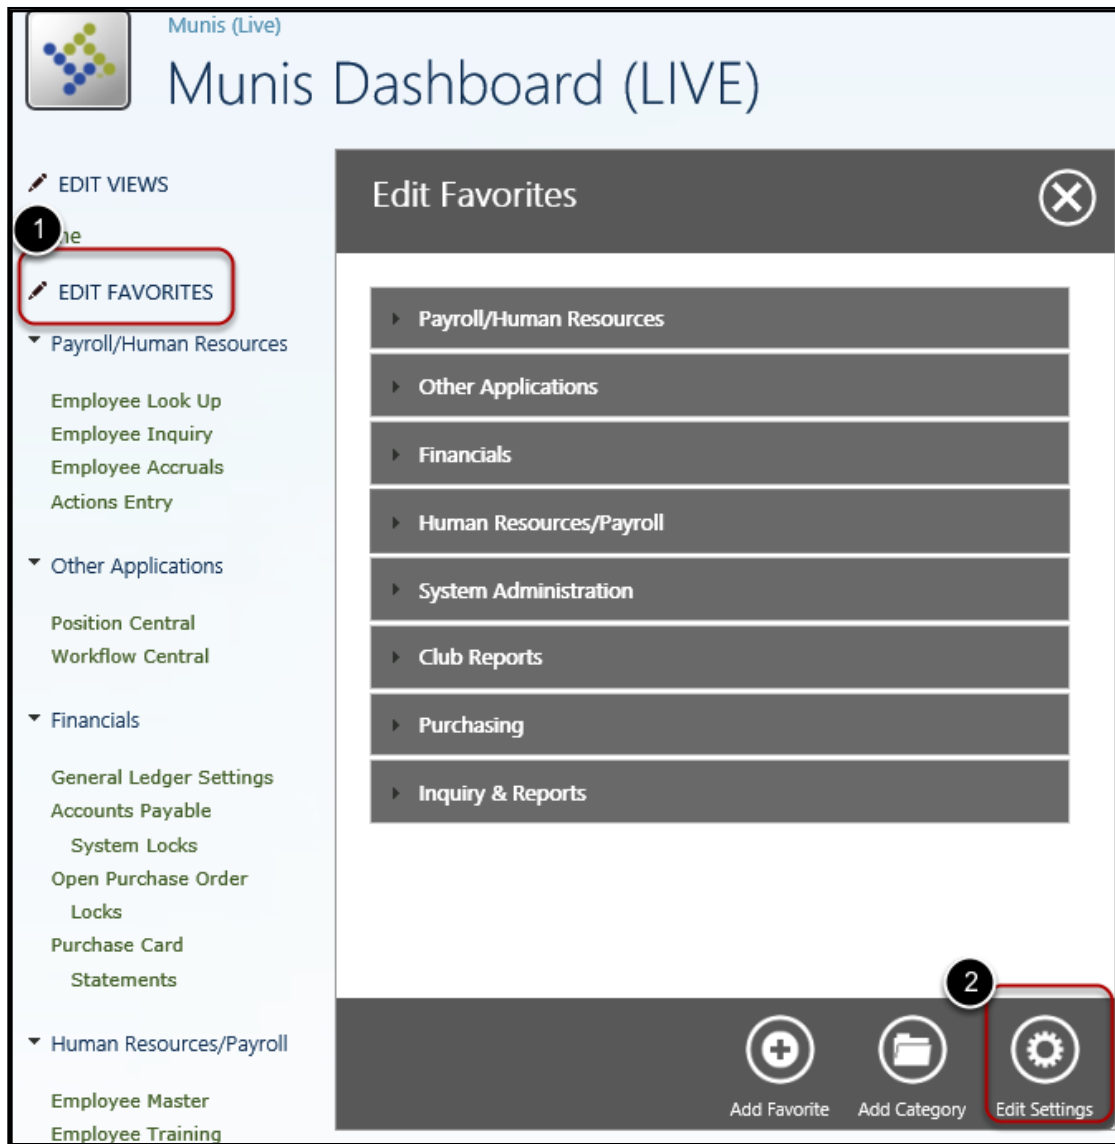 Munis (Live)
Munis Dashboard (LIVE)
EDIT VIEWS
1
EDIT FAVORITES
Payroll/Human Resources
Employee Look Up
Employee Inquiry
Employee Accruals
Actions Entry
Other Applications
Position Central
Workflow Central
Financials
General Ledger Settings
Accounts Payable
System Locks
Open Purchase Order
Locks
Purchase Card
Statements
Human Resources/Payroll
Employee Master
Employee Training
Edit Favorites
Payroll/Human Resources
Other Applications
Financials
Human Resources/Payroll
System Administration
Club Reports
Purchasing
Inquiry & Reports
2
Add Favorite
Add Category
Edit Settings